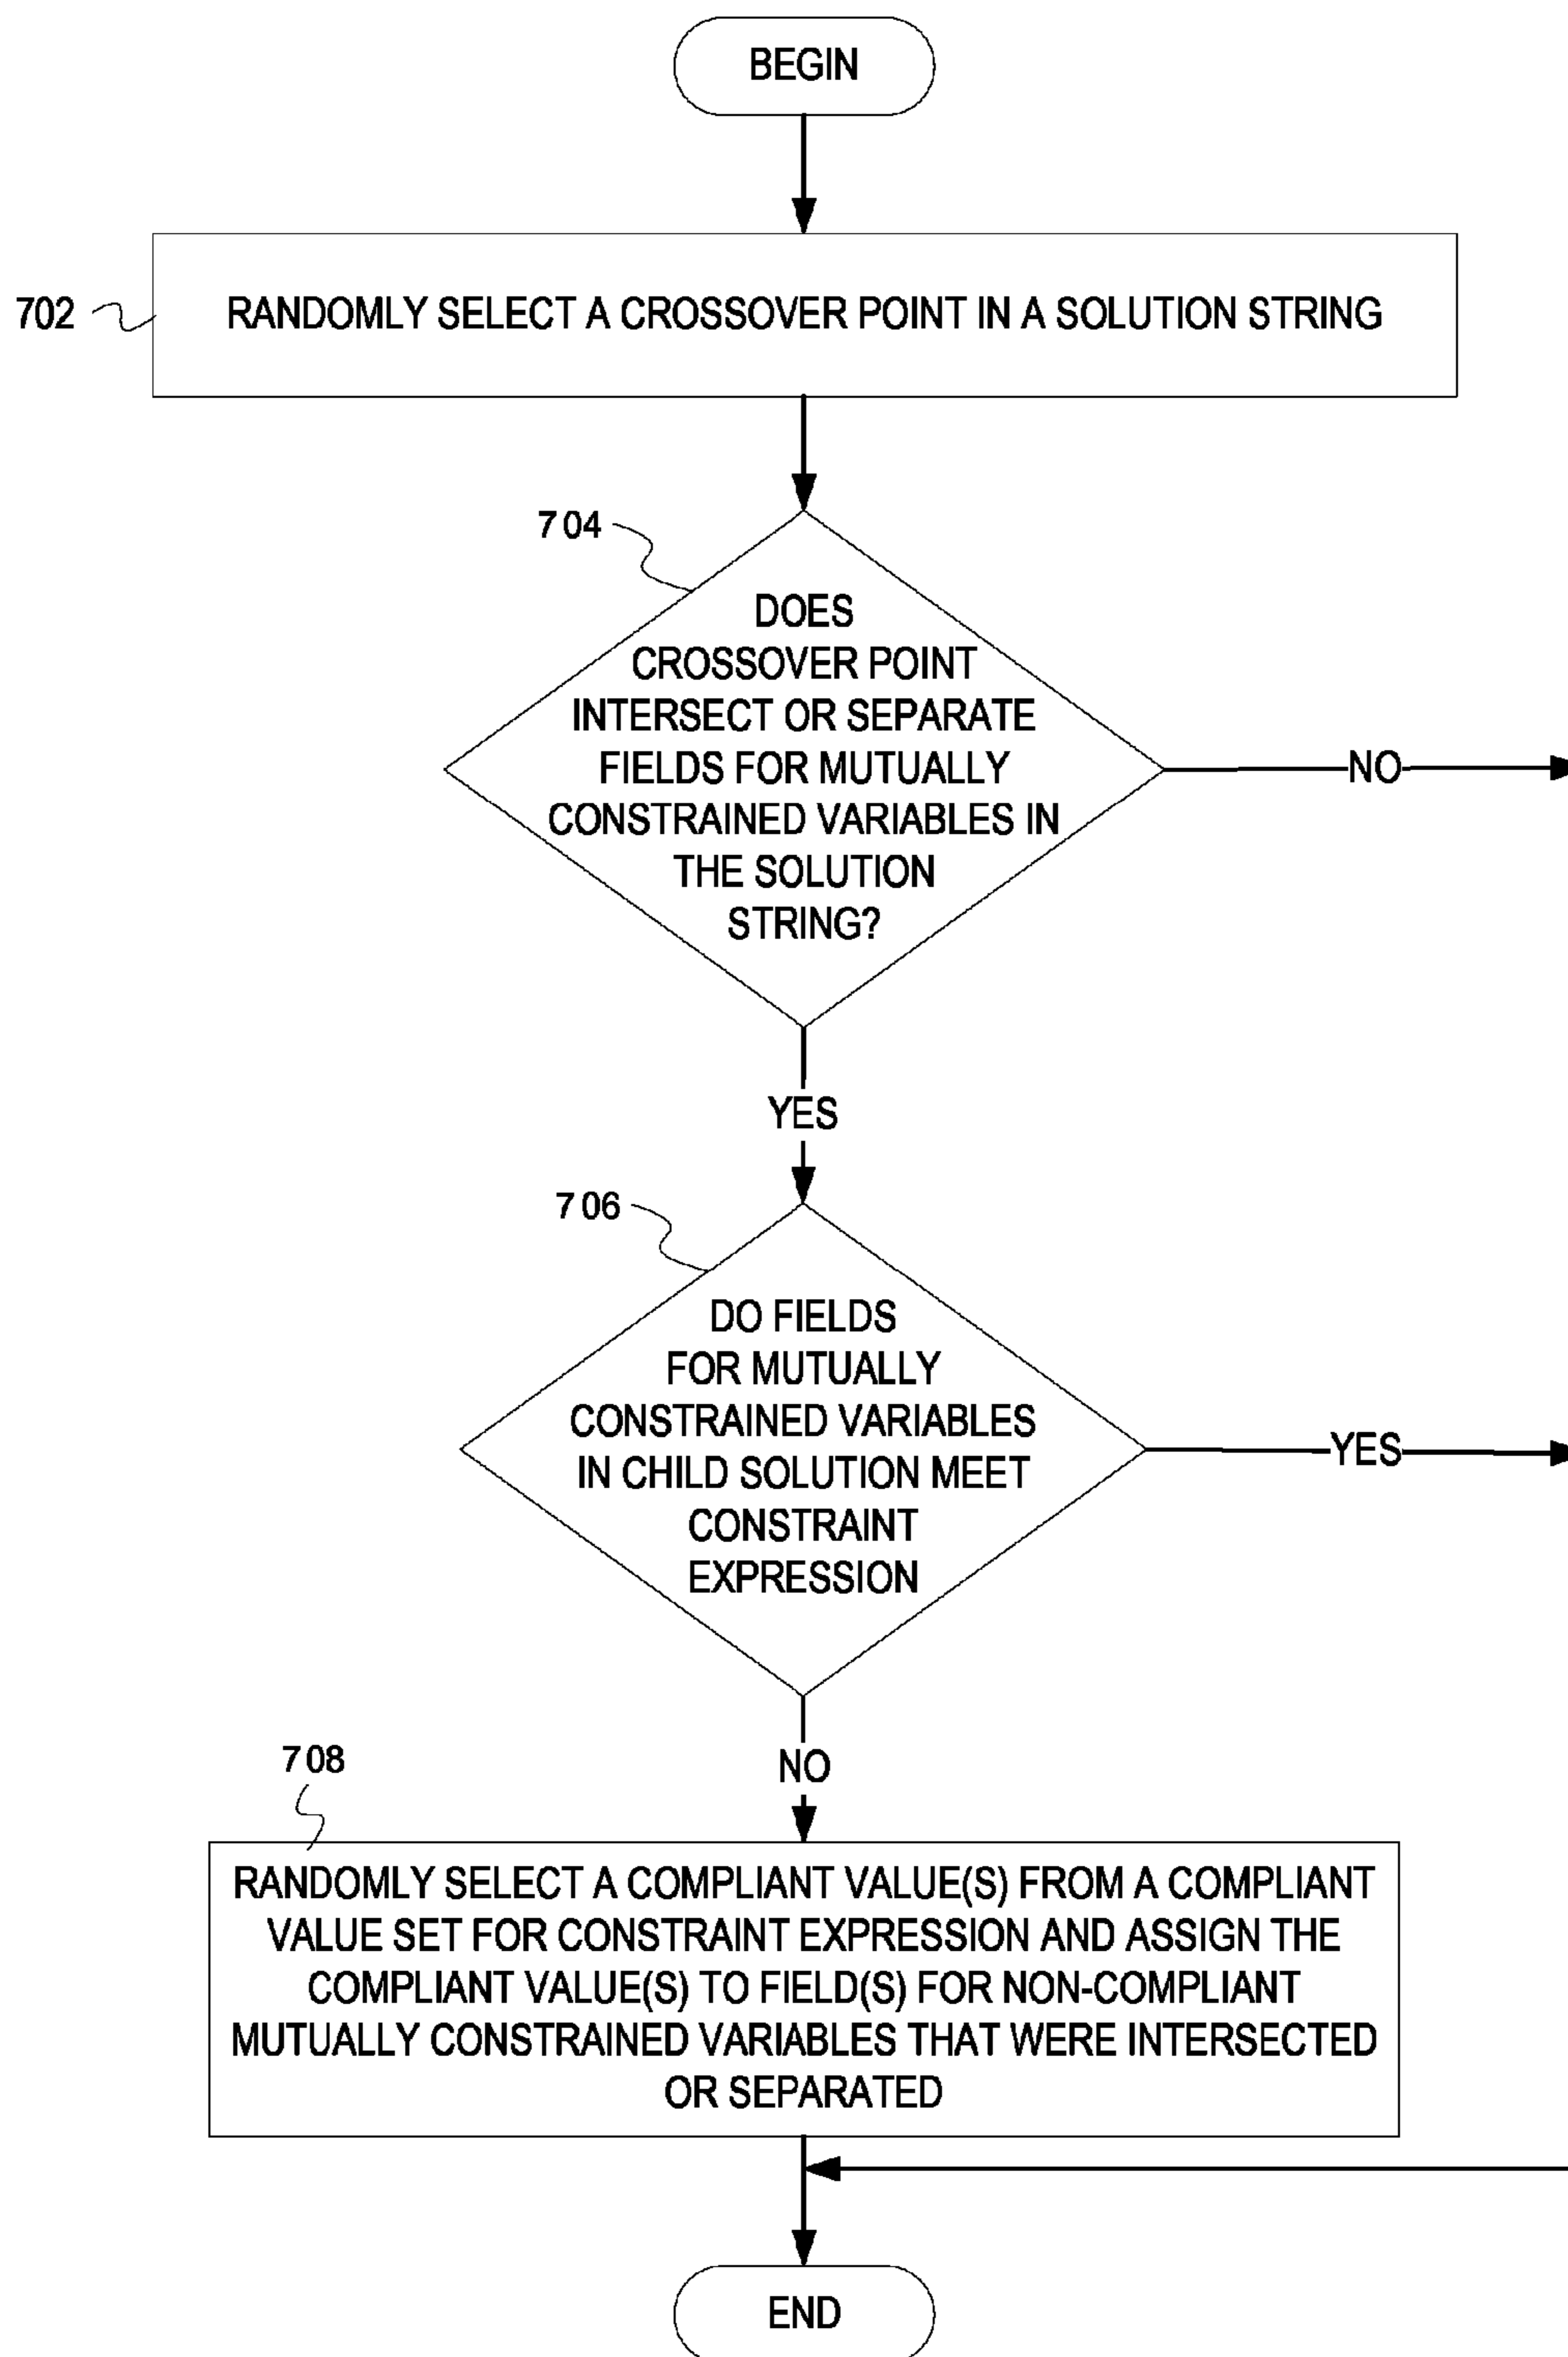 BEGIN
702
RANDOMLY SELECT A CROSSOVER POINT IN A SOLUTION STRING
704
DOES
CROSSOVER POINT
INTERSECT OR SEPARATE
FIELDS FOR MUTUALLY
CONSTRAINED VARIABLES IN
THE SOLUTION
STRING?
NO
YES
706
DO FIELDS
FOR MUTUALLY
CONSTRAINED VARIABLES
IN CHILD SOLUTION MEET
CONSTRAINT
EXPRESSION
YES
NO
708
RANDOMLY SELECT A COMPLIANT VALUE(S) FROM A COMPLIANT
VALUE SET FOR CONSTRAINT EXPRESSION AND ASSIGN THE
COMPLIANT VALUE(S) TO FIELD(S) FOR NON-COMPLIANT
MUTUALLY CONSTRAINED VARIABLES THAT WERE INTERSECTED
OR SEPARATED
END